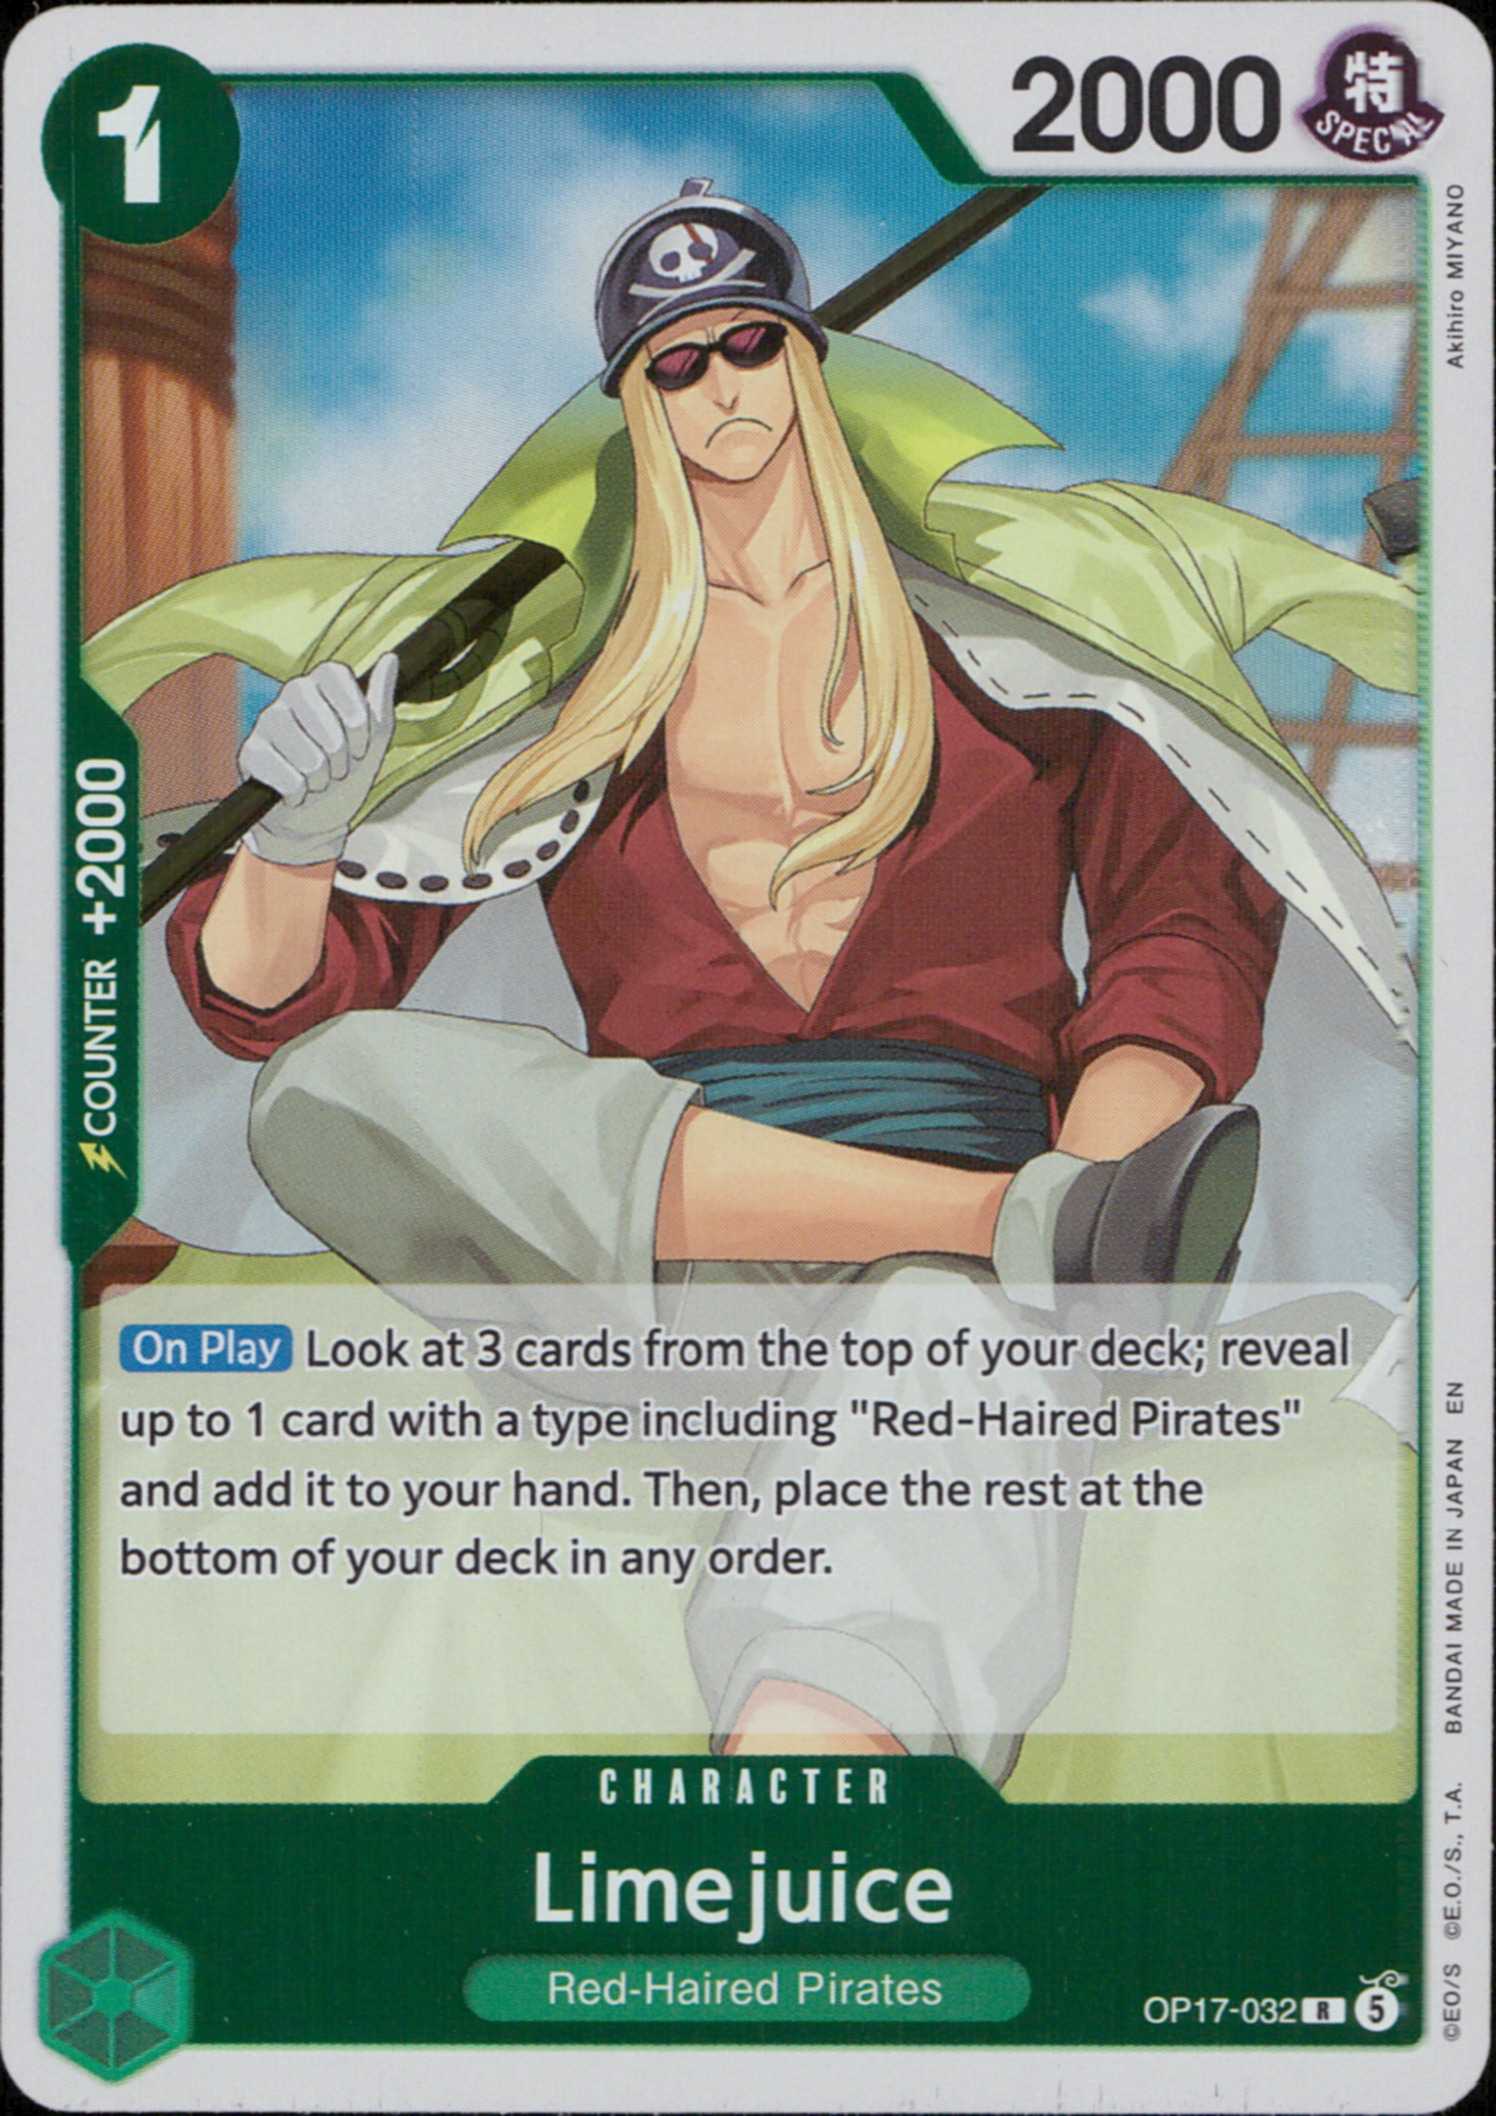 1
2000
特
SPECIAL
Akihiro MIYANO
COUNTER +2000
On Play Look at 3 cards from the top of your deck; reveal
up to 1 card with a type including "Red-Haired Pirates"
and add it to your hand. Then, place the rest at the
bottom of your deck in any order.
CHARACTER
Limejuice
Red-Haired Pirates
OP17-032 R 5
©EO/S ©E.O./S., T.A. BANDAI MADE IN JAPAN EN